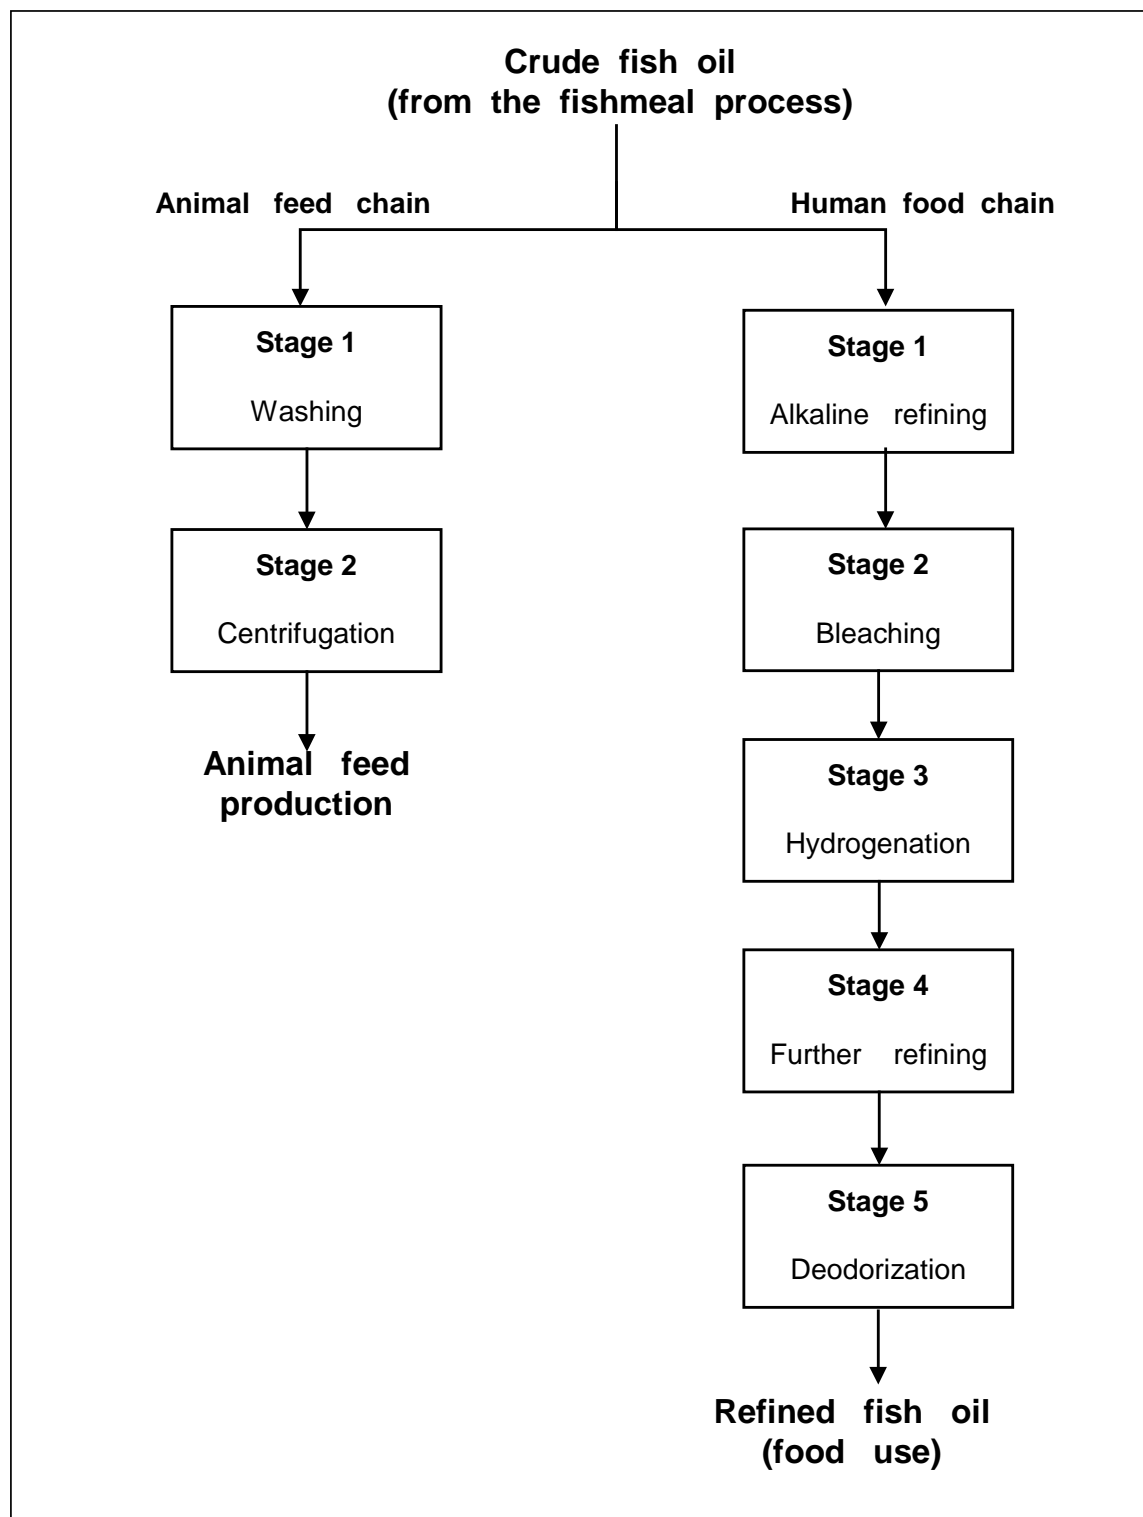 Crude fish oil
(from the fishmeal process)
Animal feed chain
Human food chain
Stage 1
Washing
Stage 2
Centrifugation
Animal feed
production
Stage 1
Alkaline refining
Stage 2
Bleaching
Stage 3
Hydrogenation
Stage 4
Further refining
Stage 5
Deodorization
Refined fish oil
(food use)